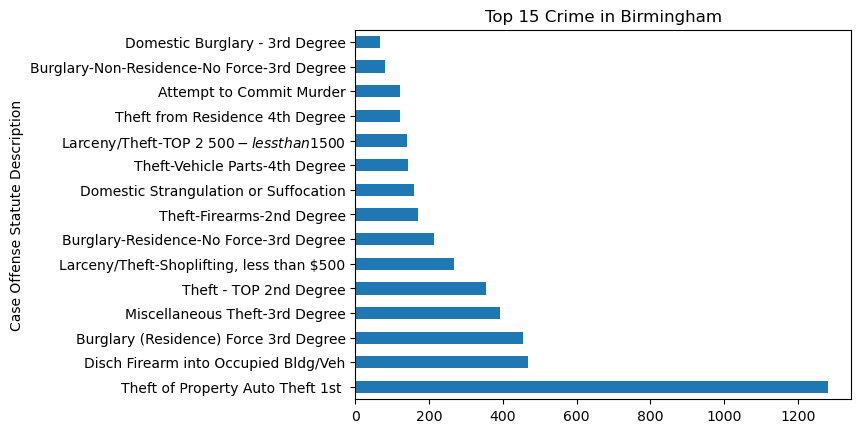 Top 15 Crime in Birmingham
Case Offense Statute Description
Domestic Burglary - 3rd Degree
Burglary-Non-Residence-No Force-3rd Degree
Attempt to Commit Murder
Theft from Residence 4th Degree
Larceny/Theft-TOP 2 500-lessthan1500
Theft-Vehicle Parts-4th Degree
Domestic Strangulation or Suffocation
Theft-Firearms-2nd Degree
Burglary-Residence-No Force-3rd Degree
Larceny/Theft-Shoplifting, less than $500
Theft - TOP 2nd Degree
Miscellaneous Theft-3rd Degree
Burglary (Residence) Force 3rd Degree
Disch Firearm into Occupied Bldg/Veh
Theft of Property Auto Theft 1st
0 200 400 600 800 1000 1200